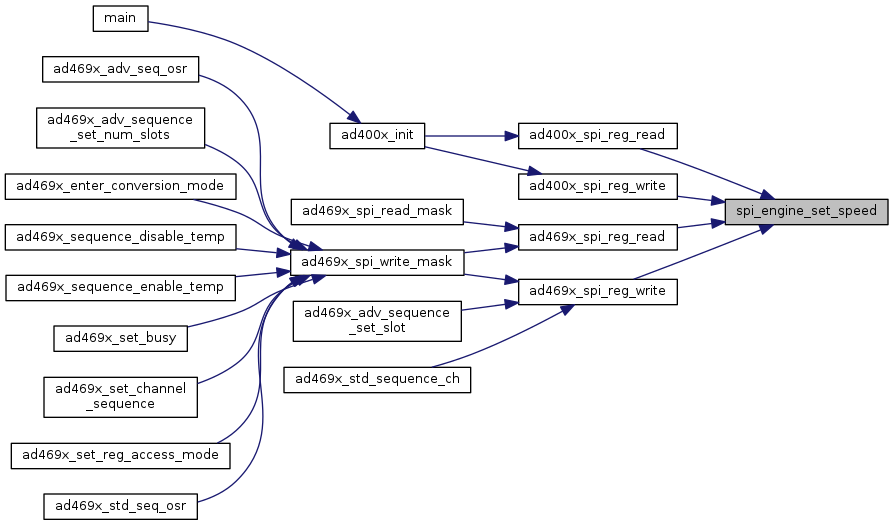 main
ad469x_adv_seq_osr
ad469x_adv_sequence
_set_num_slots
ad469x_enter_conversion_mode
ad469x_sequence_disable_temp
ad469x_sequence_enable_temp
ad469x_set_busy
ad469x_set_channel
_sequence
ad469x_set_reg_access_mode
ad469x_std_seq_osr
ad400x_init
ad469x_spi_read_mask
ad469x_spi_write_mask
ad469x_adv_sequence
_set_slot
ad469x_std_sequence_ch
ad400x_spi_reg_read
ad400x_spi_reg_write
ad469x_spi_reg_read
ad469x_spi_reg_write
spi_engine_set_speed